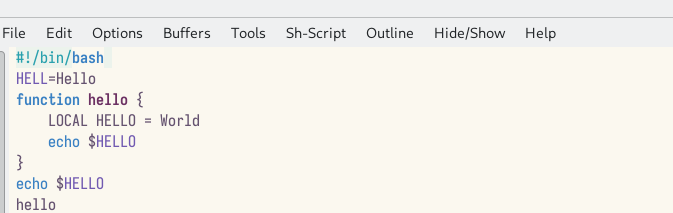 File Edit Options Buffers Tools Sh-Script Outline Hide/Show Help
#!/bin/bash
HELL=Hello
function hello {
    LOCAL HELLO = World
    echo $HELLO
}
echo $HELLO
hello